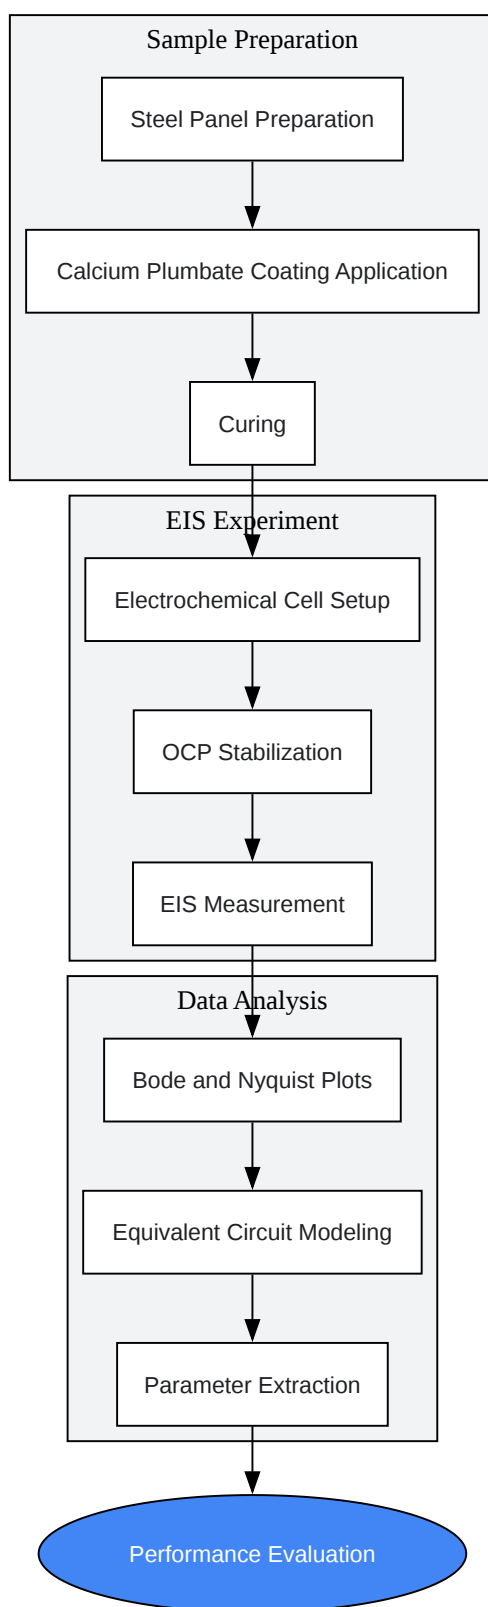 Sample Preparation
Steel Panel Preparation
Calcium Plumbate Coating Application
Curing
EIS Experiment
Electrochemical Cell Setup
OCP Stabilization
EIS Measurement
Data Analysis
Bode and Nyquist Plots
Equivalent Circuit Modeling
Parameter Extraction
Performance Evaluation